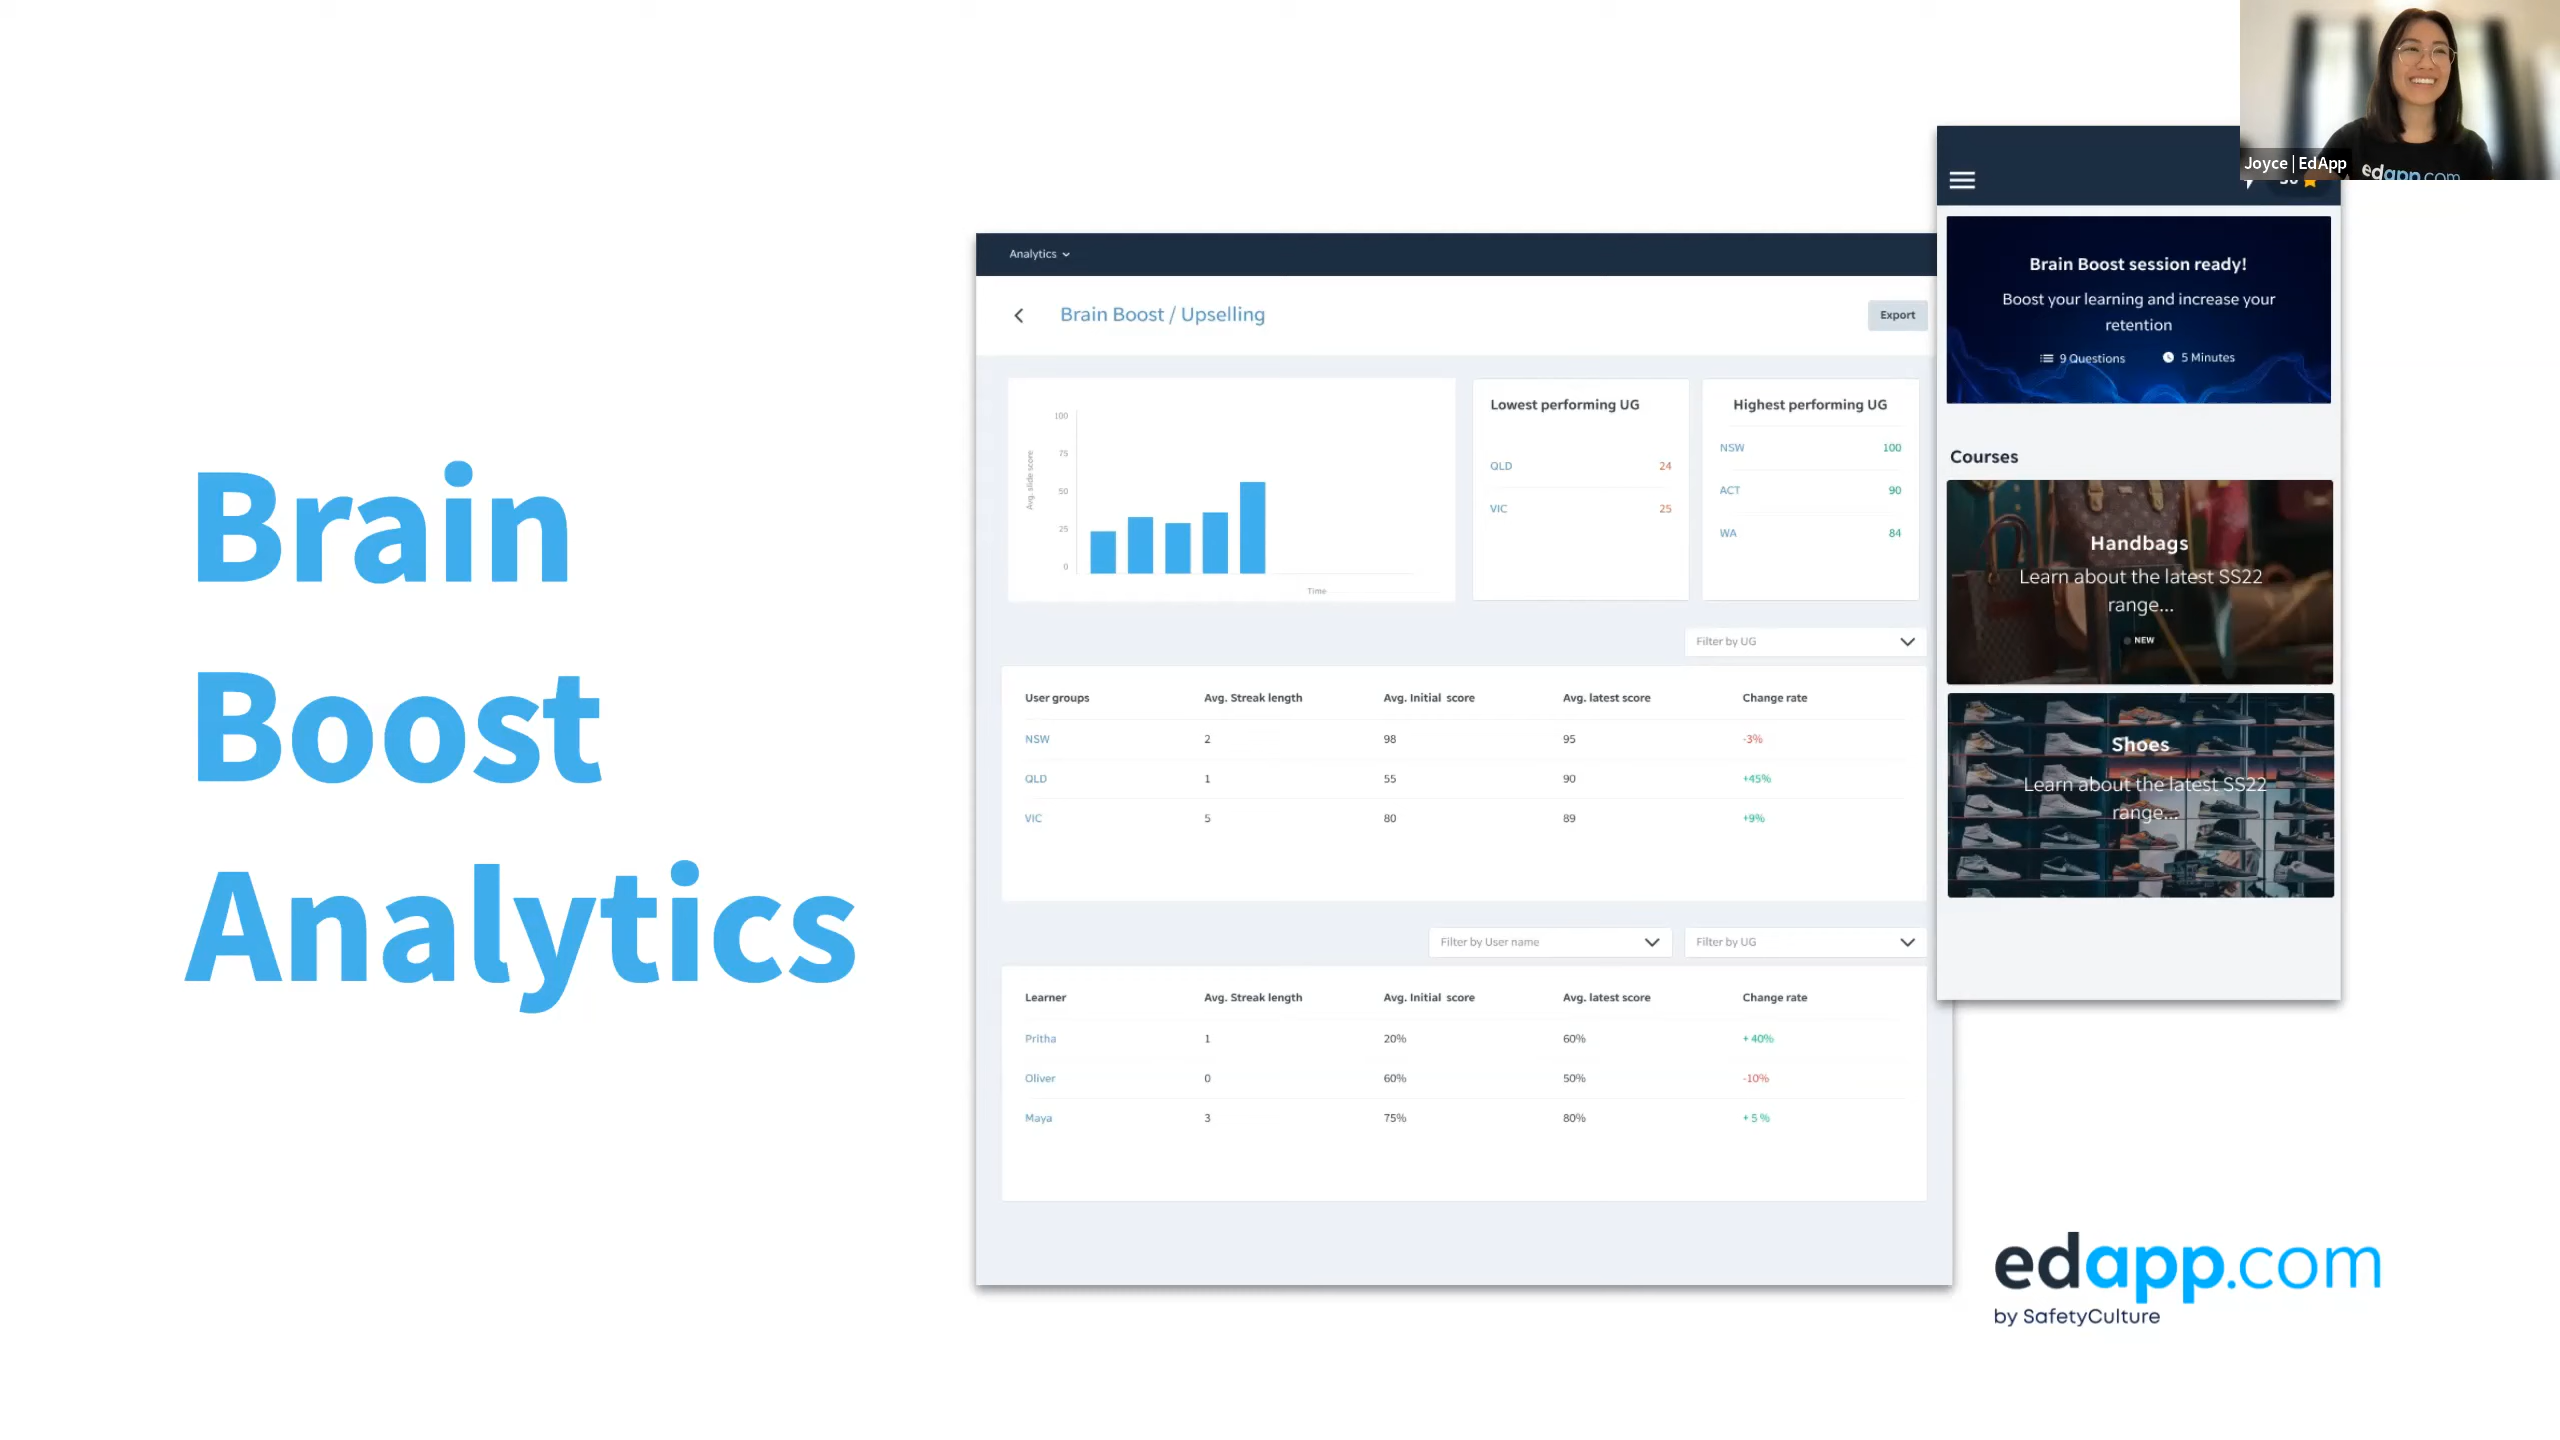 Brain
Boost
Analytics
Analytics
Brain Boost / Upselling
Export
Avg. slide score
100
75
50
25
0
Time
Lowest performing UG
QLD 24
VIC 25
Highest performing UG
NSW 100
ACT 90
WA 84
Filter by UG
User groups Avg. Streak length Avg. Initial score Avg. latest score Change rate
NSW 2 98 95 -3%
QLD 1 55 90 +45%
VIC 5 80 89 +9%
Filter by User name Filter by UG
Learner Avg. Streak length Avg. Initial score Avg. latest score Change rate
Pritha 1 20% 60% + 40%
Oliver 0 60% 50% -10%
Maya 3 75% 80% + 5 %
Joyce | EdApp
edapp.com
Brain Boost session ready!
Boost your learning and increase your
retention
9 Questions 5 Minutes
Courses
Handbags
Learn about the latest SS22
range...
NEW
Shoes
Learn about the latest SS22
range...
edapp.com
by SafetyCulture